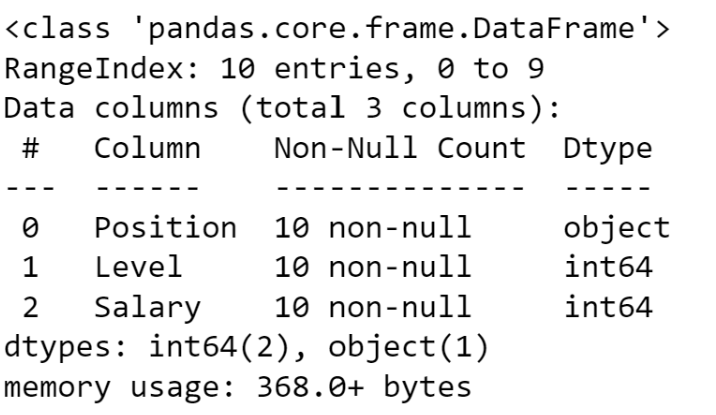 <class 'pandas.core.frame.DataFrame'>
RangeIndex: 10 entries, 0 to 9
Data columns (total 3 columns):
 #   Column    Non-Null Count  Dtype
---  ------    --------------  -----
 0   Position  10 non-null     object
 1   Level     10 non-null     int64
 2   Salary    10 non-null     int64
dtypes: int64(2), object(1)
memory usage: 368.0+ bytes